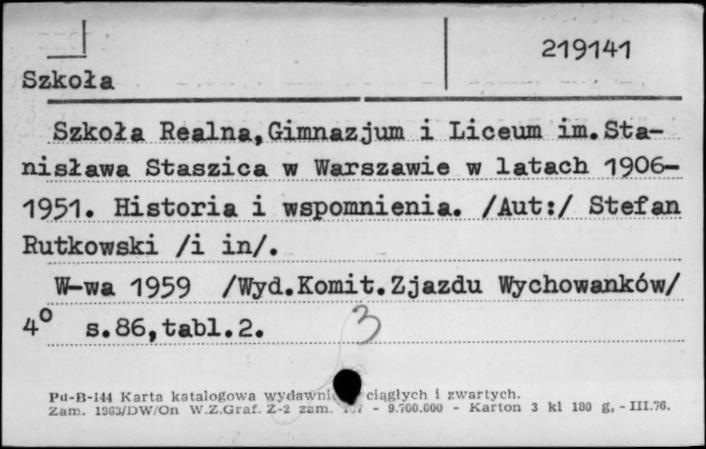 219141
Szkoła
Szkoła Realna, Gimnazjum i Liceum im. Sta-
nisława Staszica w Warszawie w latach 1906-
1951. Historia i wspomnienia. /Aut:/ Stefan
Rutkowski /i in/.
W-wa 1959 /Wyd.Komit.Zjazdu Wychowanków/
4° s.86,tabl.2.
3
Pu-B-144 Karta katalogowa ciągłych i zwartych.
Zam. 1963/DW/On W.Z.Graf. Z-2 zam. - 9.700.000 - Karton 3 kl 180 g, - III.76.